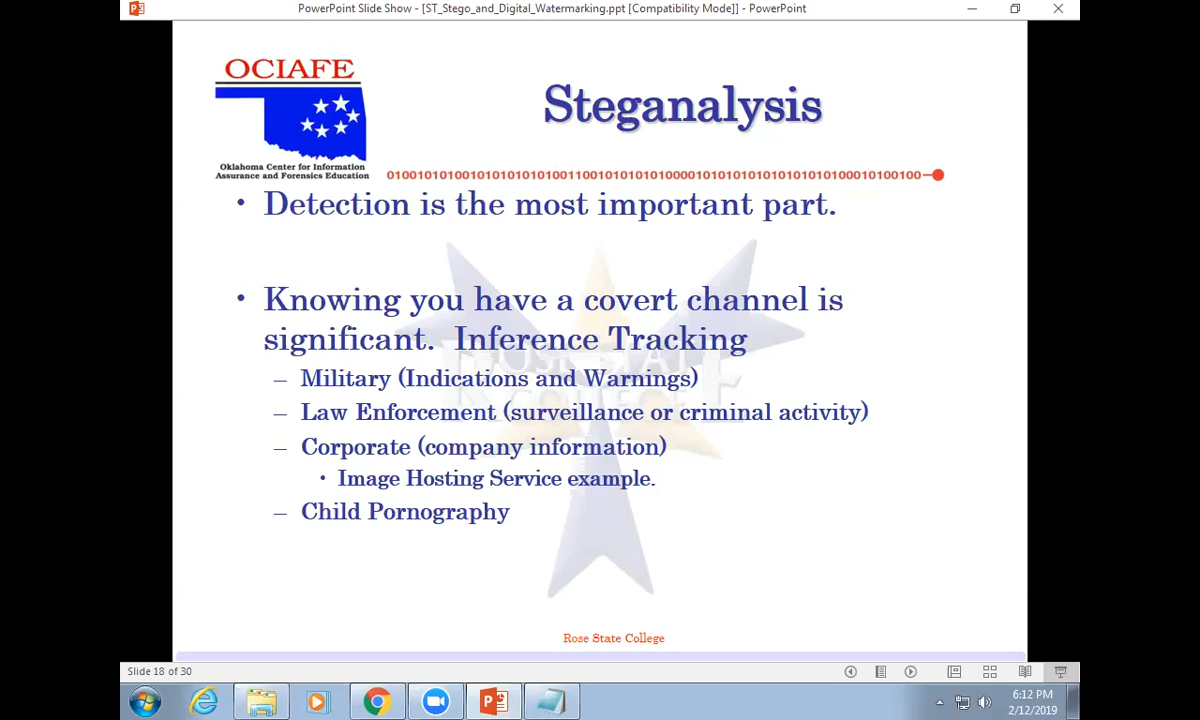 PowerPoint Slide Show - [ST_Stego_and_Digital_Watermarking.ppt [Compatibility Mode]] - PowerPoint
OCIAFE
Oklahoma Center for Information
Assurance and Forensics Education
Steganalysis
• Detection is the most important part.
• Knowing you have a covert channel is
significant. Inference Tracking
– Military (Indications and Warnings)
– Law Enforcement (surveillance or criminal activity)
– Corporate (company information)
• Image Hosting Service example.
– Child Pornography
Rose State College
Slide 18 of 30
6:12 PM
2/12/2019